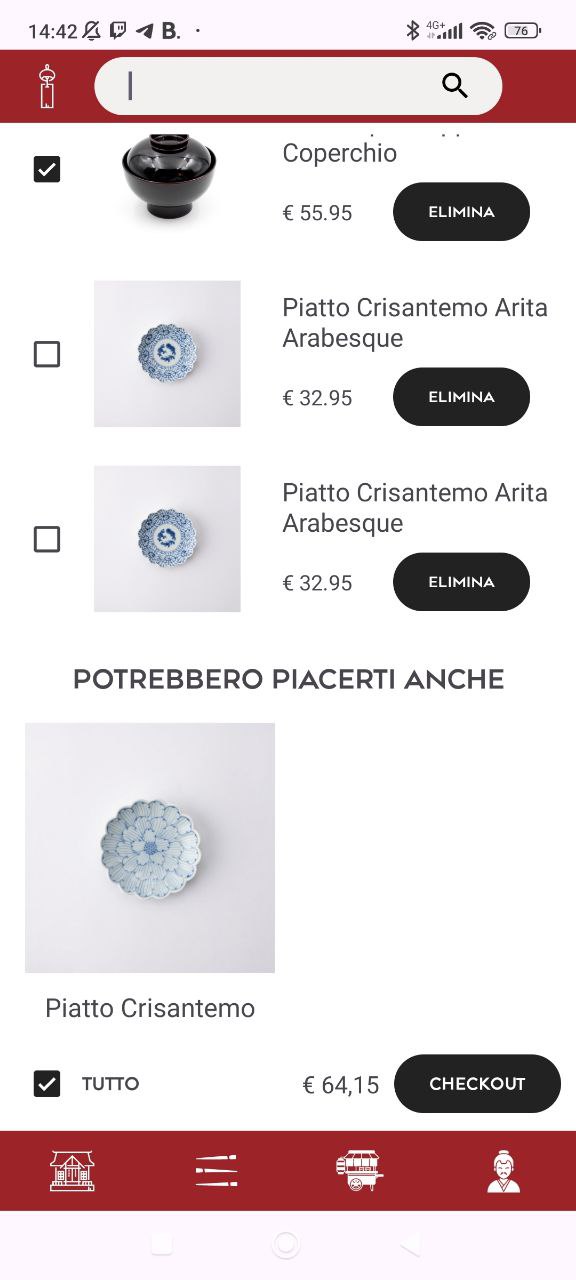 14:42
B.
4G+
76
Coperchio
€ 55.95
ELIMINA
Piatto Crisantemo Arita
Arabesque
€ 32.95
ELIMINA
Piatto Crisantemo Arita
Arabesque
€ 32.95
ELIMINA
POTREBBERO PIACERTI ANCHE
Piatto Crisantemo
TUTTO
€ 64,15
CHECKOUT